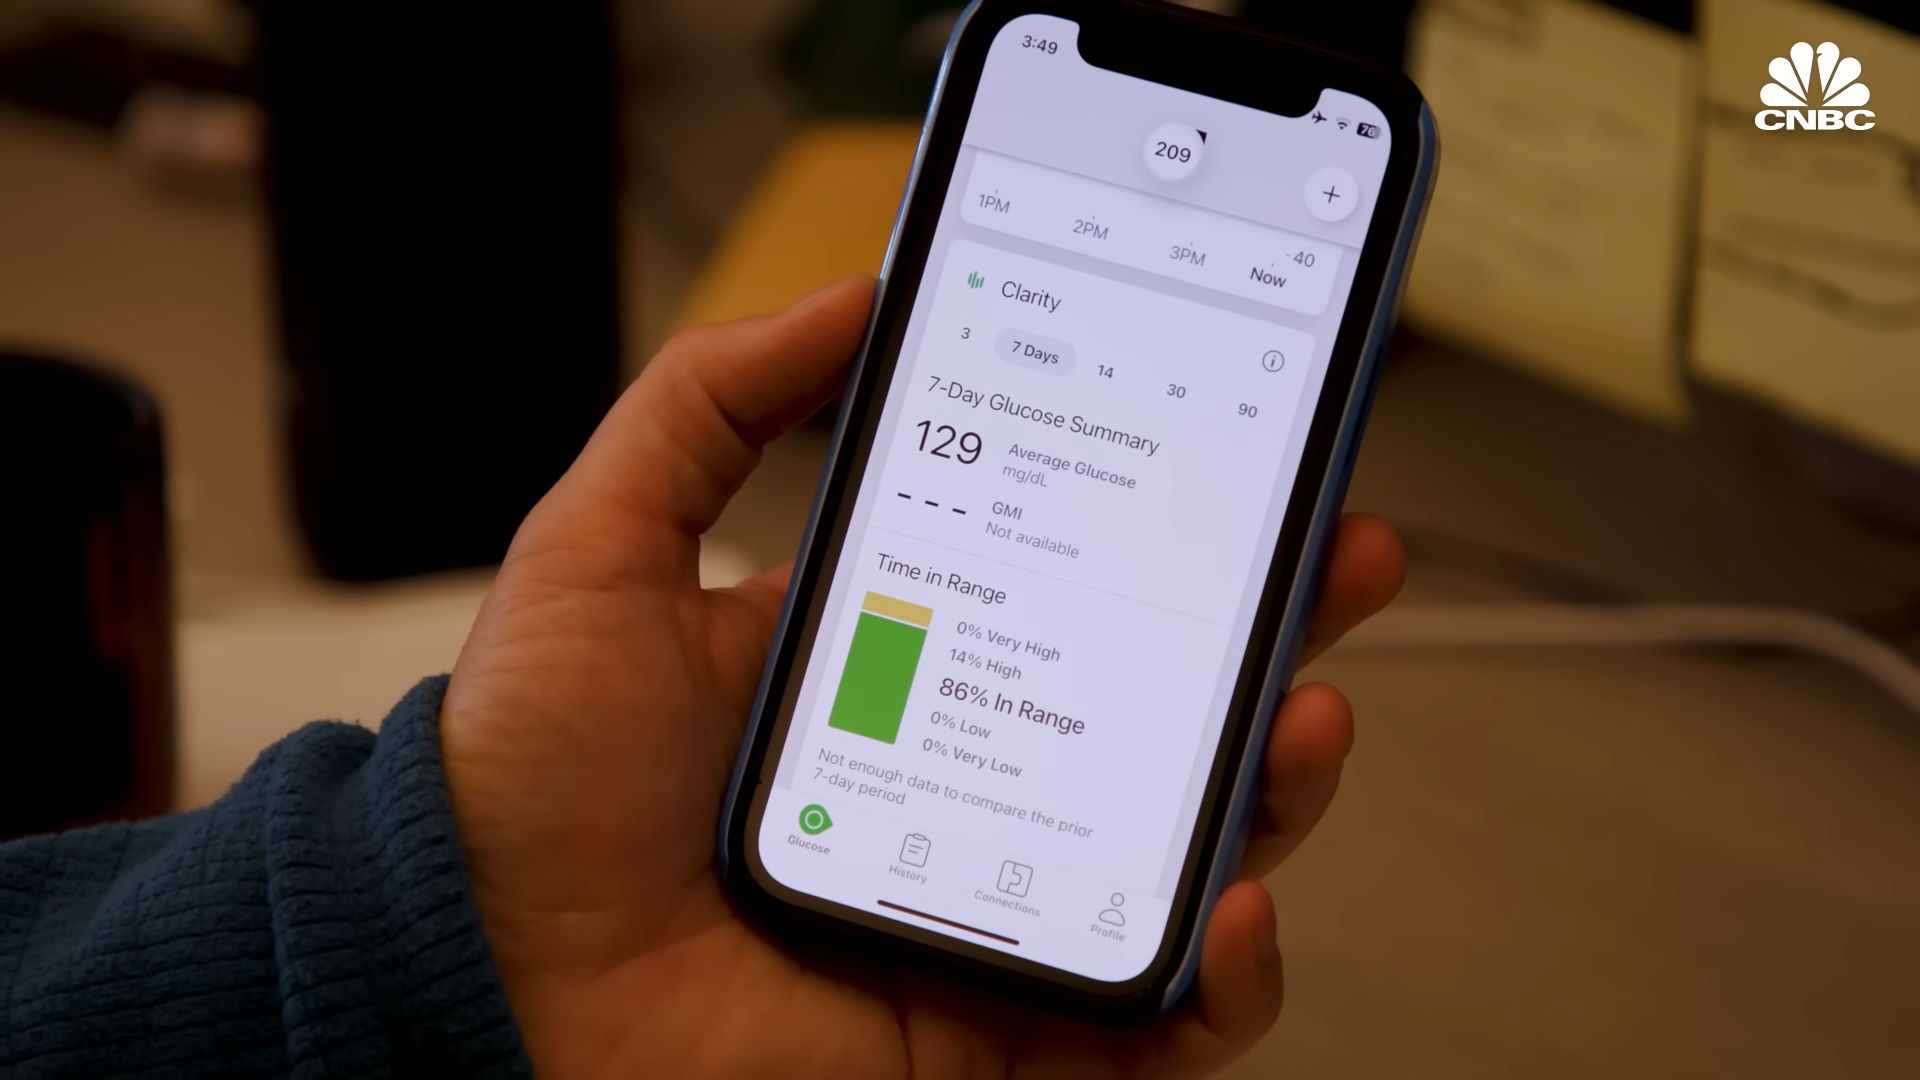 CNBC
3:49
76
209
+
1PM
2PM
3PM
Now
40
Clarity
3
7 Days
14
30
90
7-Day Glucose Summary
129
Average Glucose
mg/dL
- - -
GMI
Not available
Time in Range
0% Very High
14% High
86% In Range
0% Low
0% Very Low
Not enough data to compare the prior
7-day period
Glucose
History
Connections
Profile